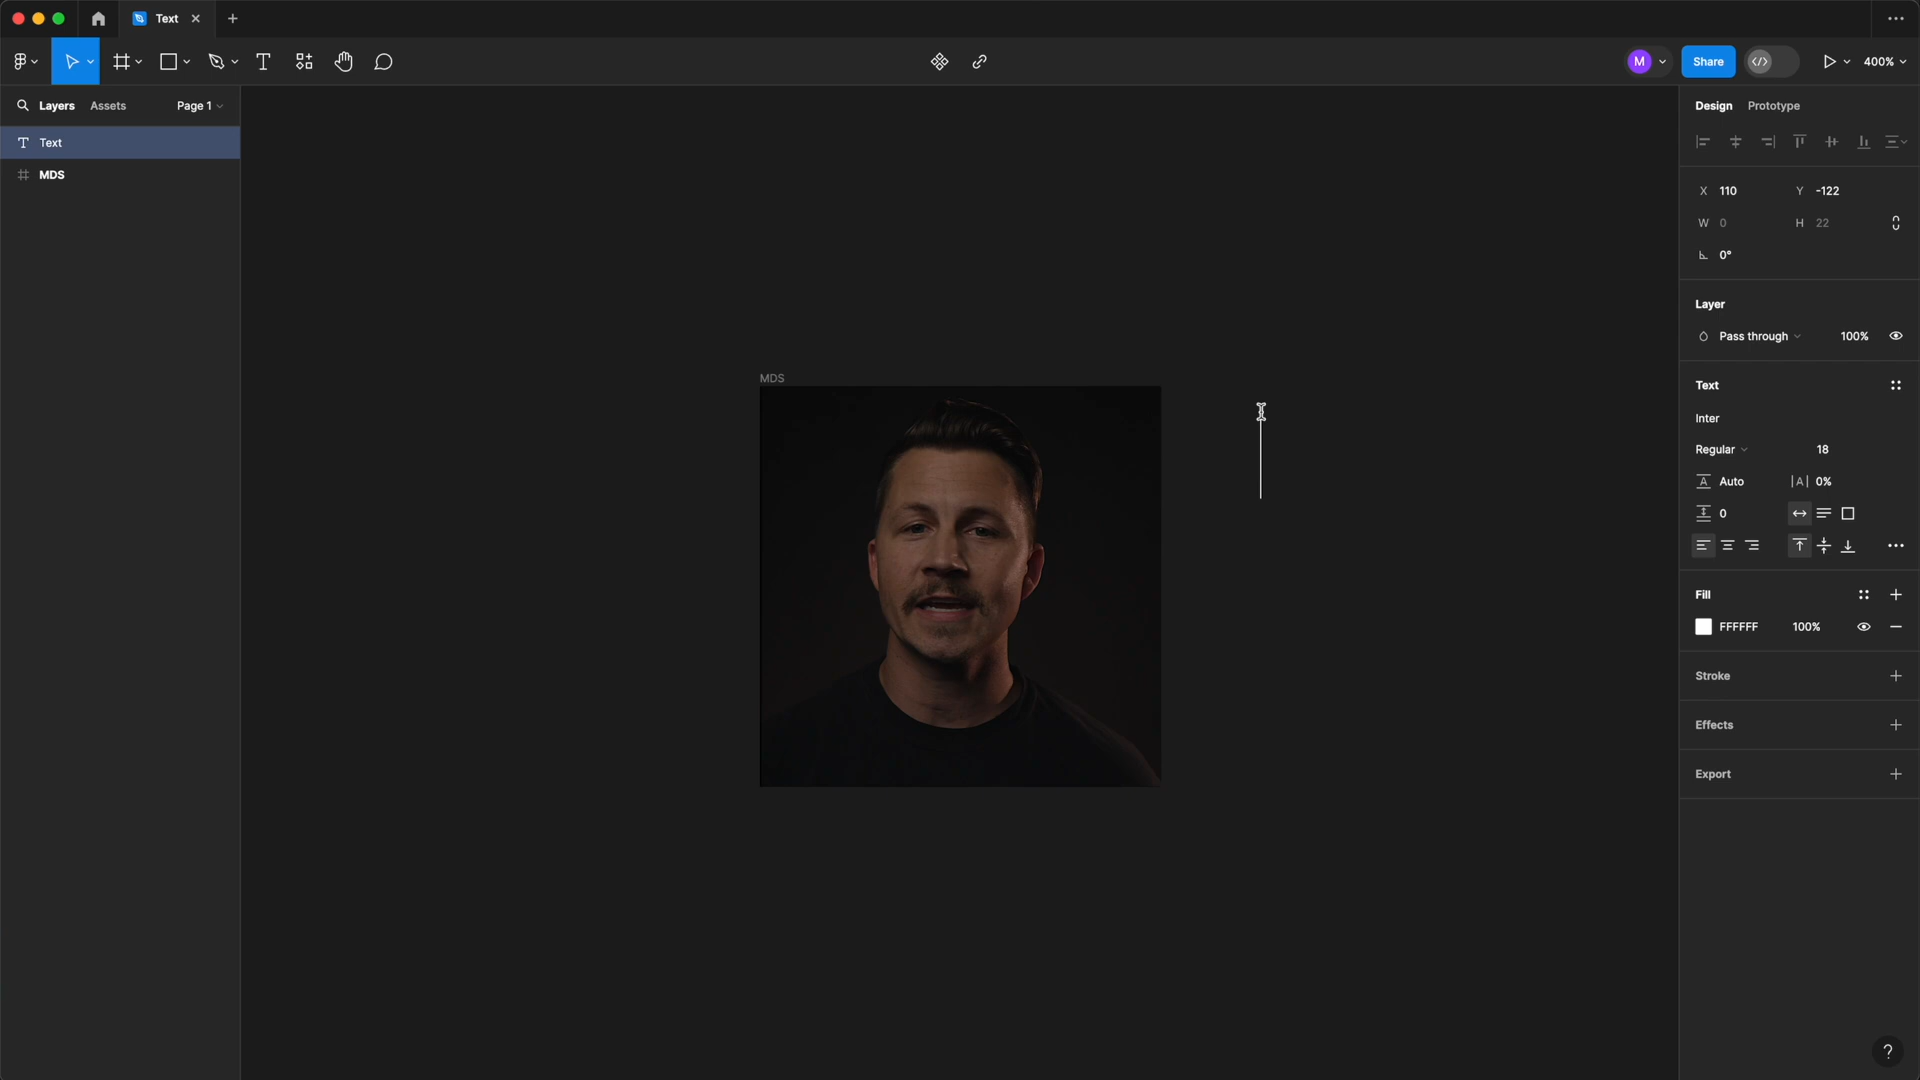 Text
M
Share
400%
Layers
Assets
Page 1
Design
Prototype
Text
MDS
X 110
Y -122
W 0
H 22
0°
Layer
Pass through
100%
Text
Inter
Regular
18
A Auto
|A| 0%
0
Fill
FFFFFF
100%
Stroke
Effects
Export
MDS
?